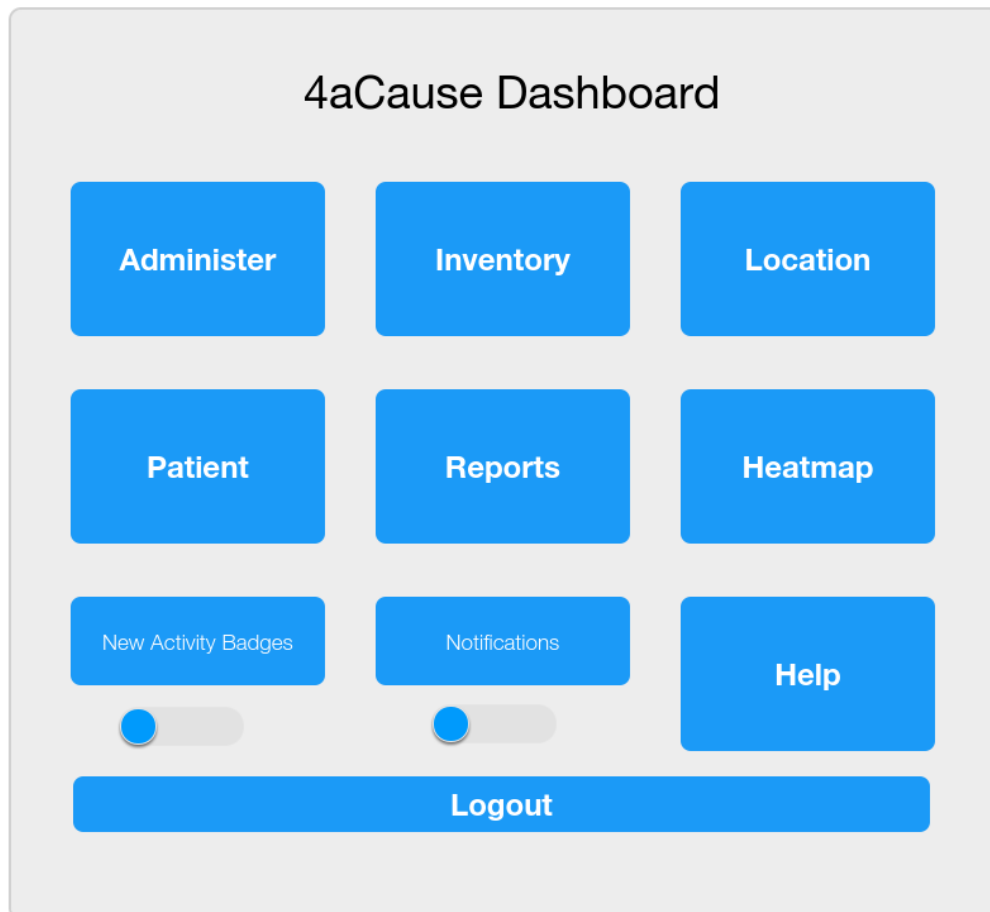 4aCause Dashboard
Administer
Inventory
Location
Patient
Reports
Heatmap
New Activity Badges
Notifications
Help
Logout